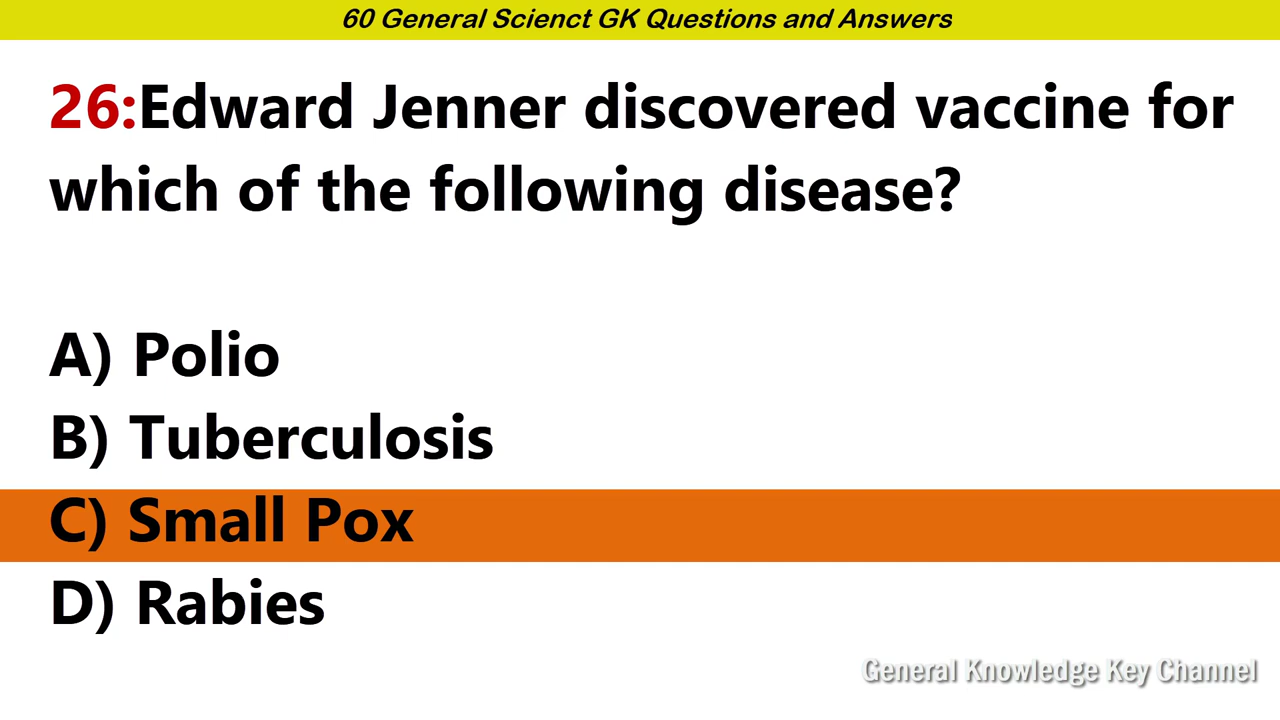 60 General Scienct GK Questions and Answers
26:Edward Jenner discovered vaccine for
which of the following disease?
A) Polio
B) Tuberculosis
C) Small Pox
D) Rabies
General Knowledge Key Channel